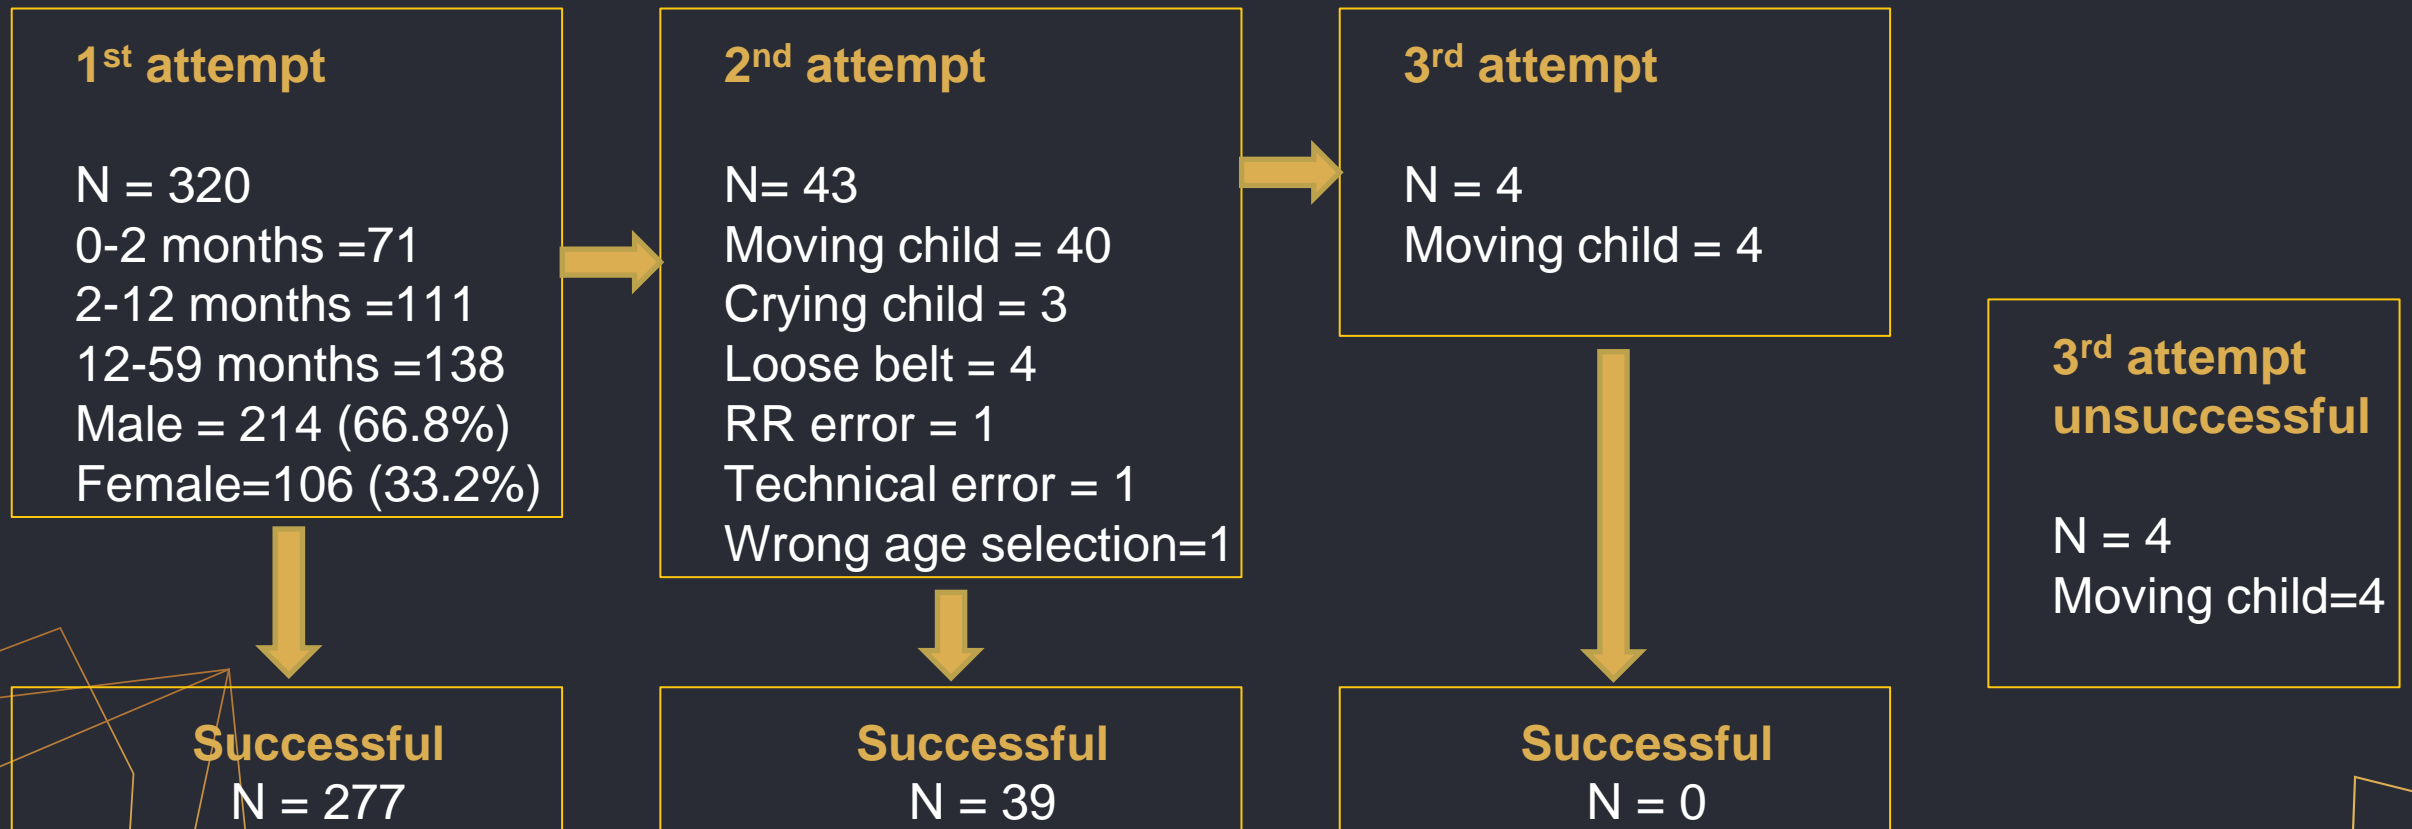 1st attempt
N = 320
0-2 months =71
2-12 months =111
12-59 months =138
Male = 214 (66.8%)
Female=106 (33.2%)
2nd attempt
N= 43
Moving child = 40
Crying child = 3
Loose belt = 4
RR error = 1
Technical error = 1
Wrong age selection=1
3rd attempt
N = 4
Moving child = 4
3rd attempt
unsuccessful
N = 4
Moving child=4
Successful
N = 277
Successful
N = 39
Successful
N = 0